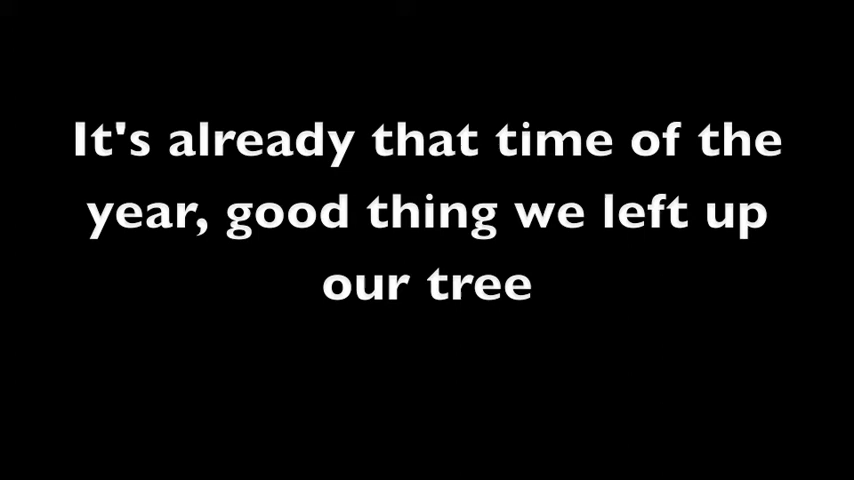 It's already that time of the
year, good thing we left up
our tree